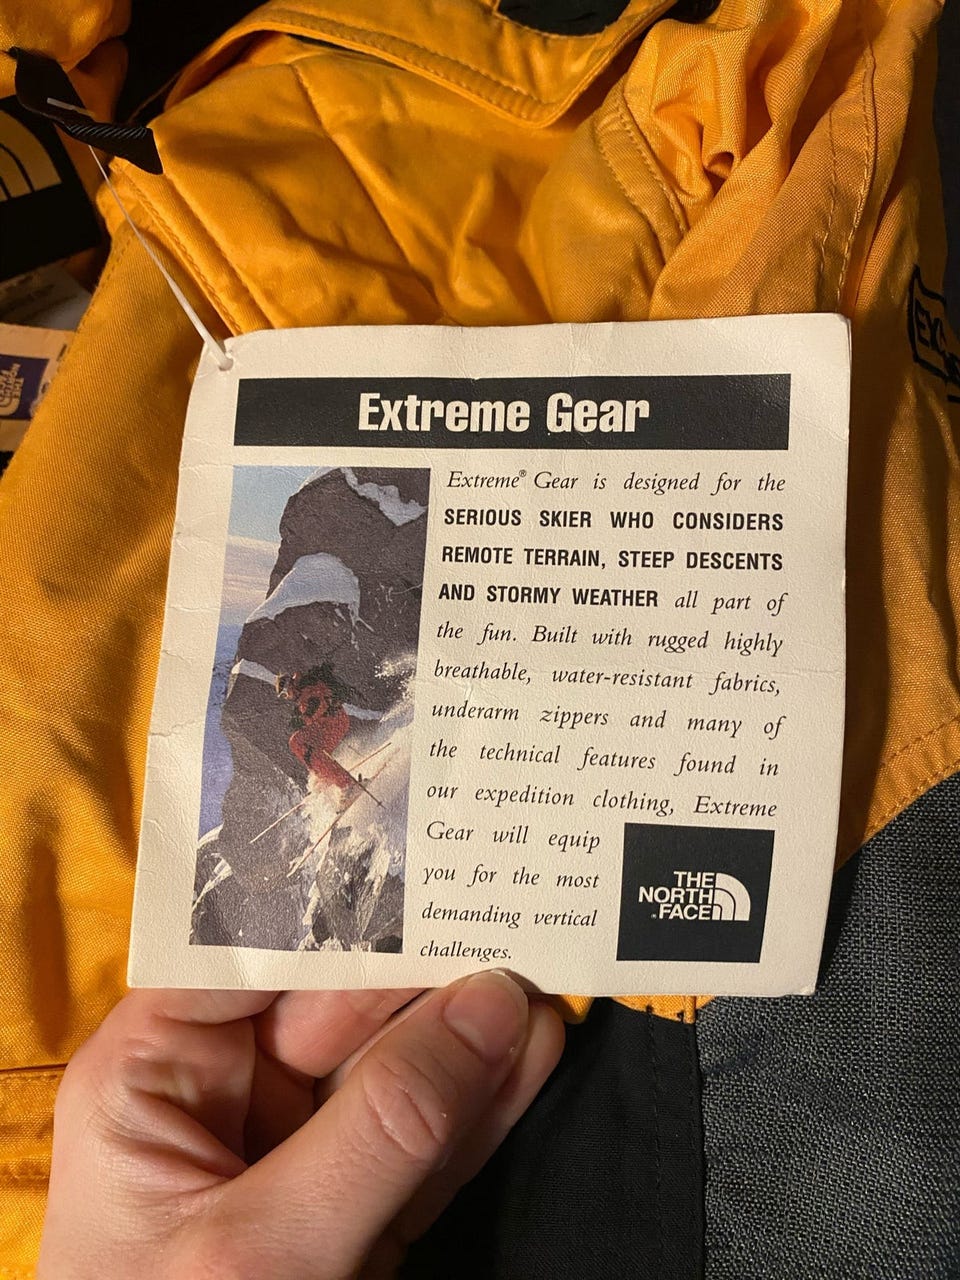 Extreme Gear
Extreme® Gear is designed for the
SERIOUS SKIER WHO CONSIDERS
REMOTE TERRAIN, STEEP DESCENTS
AND STORMY WEATHER all part of
the fun. Built with rugged highly
breathable, water-resistant fabrics,
underarm zippers and many of
the technical features found in
our expedition clothing, Extreme
Gear will equip
you for the most
demanding vertical
challenges.
THE
NORTH
FACE